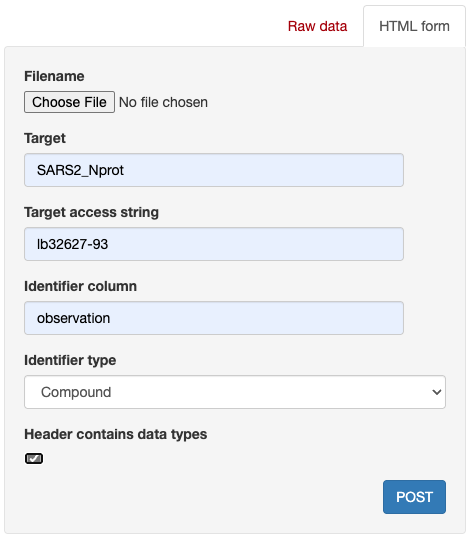 Raw data
HTML form
Filename
Choose File No file chosen
Target
SARS2_Nprot
Target access string
lb32627-93
Identifier column
observation
Identifier type
Compound
Header contains data types
POST